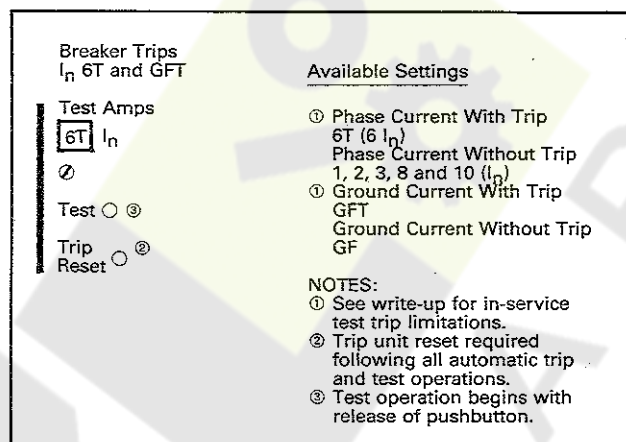 Breaker Trips
In 6T and GFT
Test Amps
6T In
Test ③
Trip ②
Reset
Available Settings
① Phase Current With Trip
6T (6 In)
Phase Current Without Trip
1, 2, 3, 8 and 10 (In)
① Ground Current With Trip
GFT
Ground Current Without Trip
GF
NOTES:
① See write-up for in-service
test trip limitations.
② Trip unit reset required
following all automatic trip
and test operations.
③ Test operation begins with
release of pushbutton.